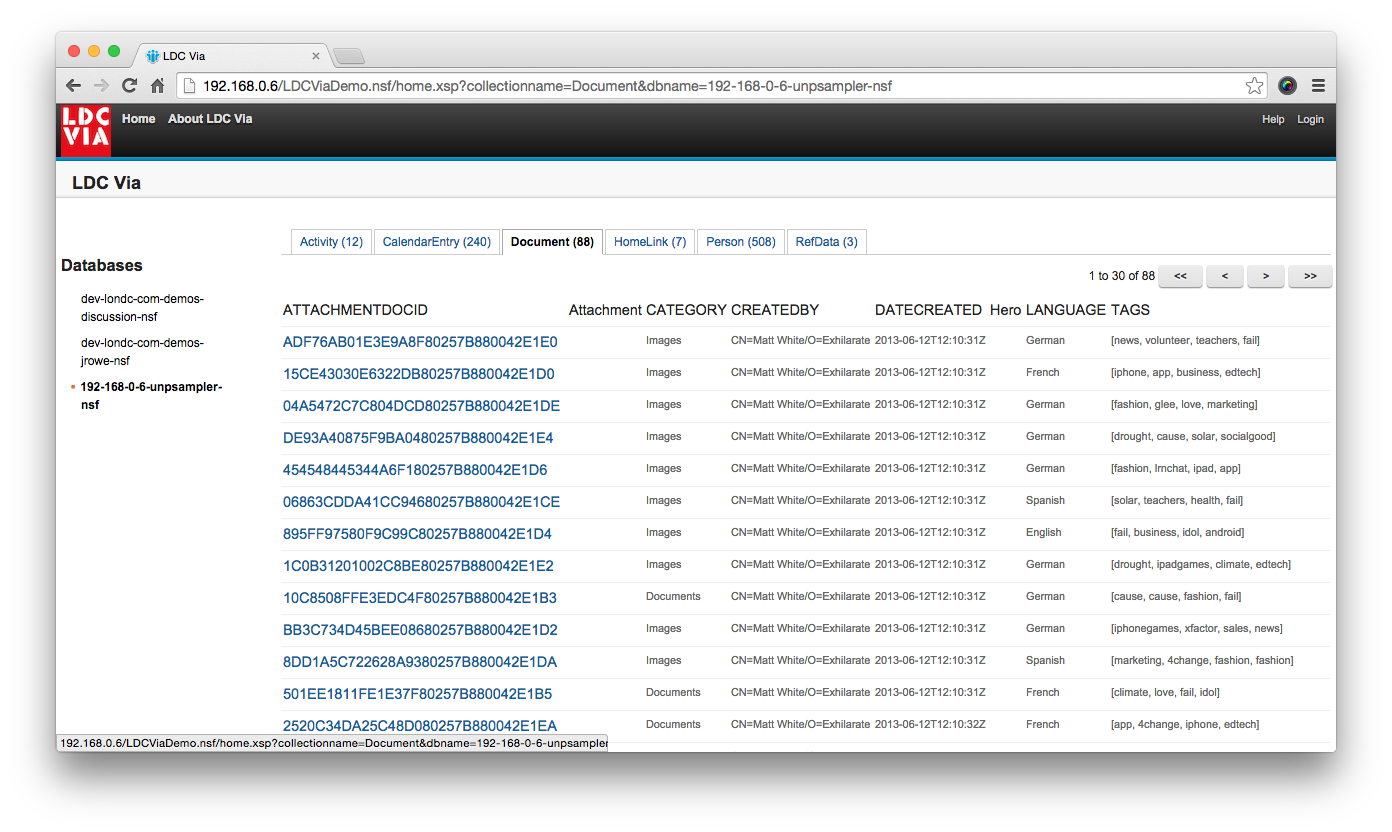 LDC Via
192.168.0.6/LDCViaDemo.nsf/home.xsp?collectionname=Document&dbname=192-168-0-6-unpsampler-nsf
LDC VIA
Home About LDC Via Help Login
LDC Via
Databases
dev-londc-com-demos-
discussion-nsf
dev-londc-com-demos-
jrowe-nsf
192-168-0-6-unpsampler-
nsf
Activity (12) CalendarEntry (240) Document (88) HomeLink (7) Person (508) RefData (3)
1 to 30 of 88 << < > >>
ATTACHMENTDOCID Attachment CATEGORY CREATEDBY DATECREATED Hero LANGUAGE TAGS
ADF76AB01E3E9A8F80257B880042E1E0 Images CN=Matt White/O=Exhilarate 2013-06-12T12:10:31Z German [news, volunteer, teachers, fail]
15CE43030E6322DB80257B880042E1D0 Images CN=Matt White/O=Exhilarate 2013-06-12T12:10:31Z French [iphone, app, business, edtech]
04A5472C7C804DCD80257B880042E1DE Images CN=Matt White/O=Exhilarate 2013-06-12T12:10:31Z German [fashion, glee, love, marketing]
DE93A40875F9BA0480257B880042E1E4 Images CN=Matt White/O=Exhilarate 2013-06-12T12:10:31Z German [drought, cause, solar, socialgood]
454548445344A6F180257B880042E1D6 Images CN=Matt White/O=Exhilarate 2013-06-12T12:10:31Z German [fashion, lrnchat, ipad, app]
06863CDDA41CC94680257B880042E1CE Images CN=Matt White/O=Exhilarate 2013-06-12T12:10:31Z Spanish [solar, teachers, health, fail]
895FF97580F9C99C80257B880042E1D4 Images CN=Matt White/O=Exhilarate 2013-06-12T12:10:31Z English [fail, business, idol, android]
1C0B31201002C8BE80257B880042E1E2 Images CN=Matt White/O=Exhilarate 2013-06-12T12:10:31Z German [drought, ipadgames, climate, edtech]
10C8508FFE3EDC4F80257B880042E1B3 Documents CN=Matt White/O=Exhilarate 2013-06-12T12:10:31Z German [cause, cause, fashion, fail]
BB3C734D45BEE08680257B880042E1D2 Images CN=Matt White/O=Exhilarate 2013-06-12T12:10:31Z German [iphonegames, xfactor, sales, news]
8DD1A5C722628A9380257B880042E1DA Images CN=Matt White/O=Exhilarate 2013-06-12T12:10:31Z Spanish [marketing, 4change, fashion, fashion]
501EE1811FE1E37F80257B880042E1B5 Documents CN=Matt White/O=Exhilarate 2013-06-12T12:10:31Z French [climate, love, fail, idol]
2520C34DA25C48D080257B880042E1EA Documents CN=Matt White/O=Exhilarate 2013-06-12T12:10:32Z French [app, 4change, iphone, edtech]
192.168.0.6/LDCViaDemo.nsf/home.xsp?collectionname=Document&dbname=192-168-0-6-unpsampler